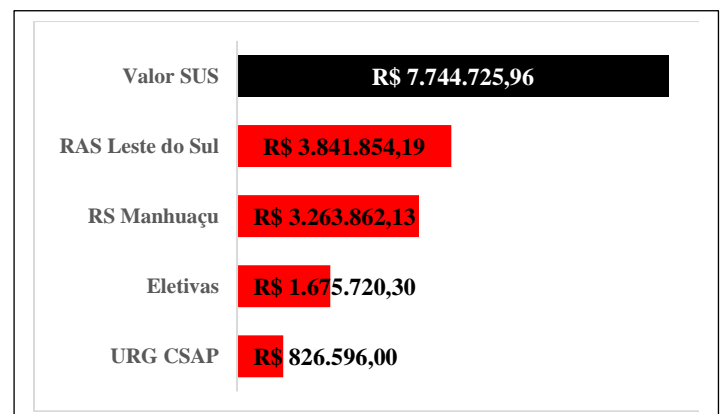 Valor SUS R$ 7.744.725,96
RAS Leste do Sul R$ 3.841.854,19
RS Manhuaçu R$ 3.263.862,13
Eletivas R$ 1.675.720,30
URG CSAP R$ 826.596,00